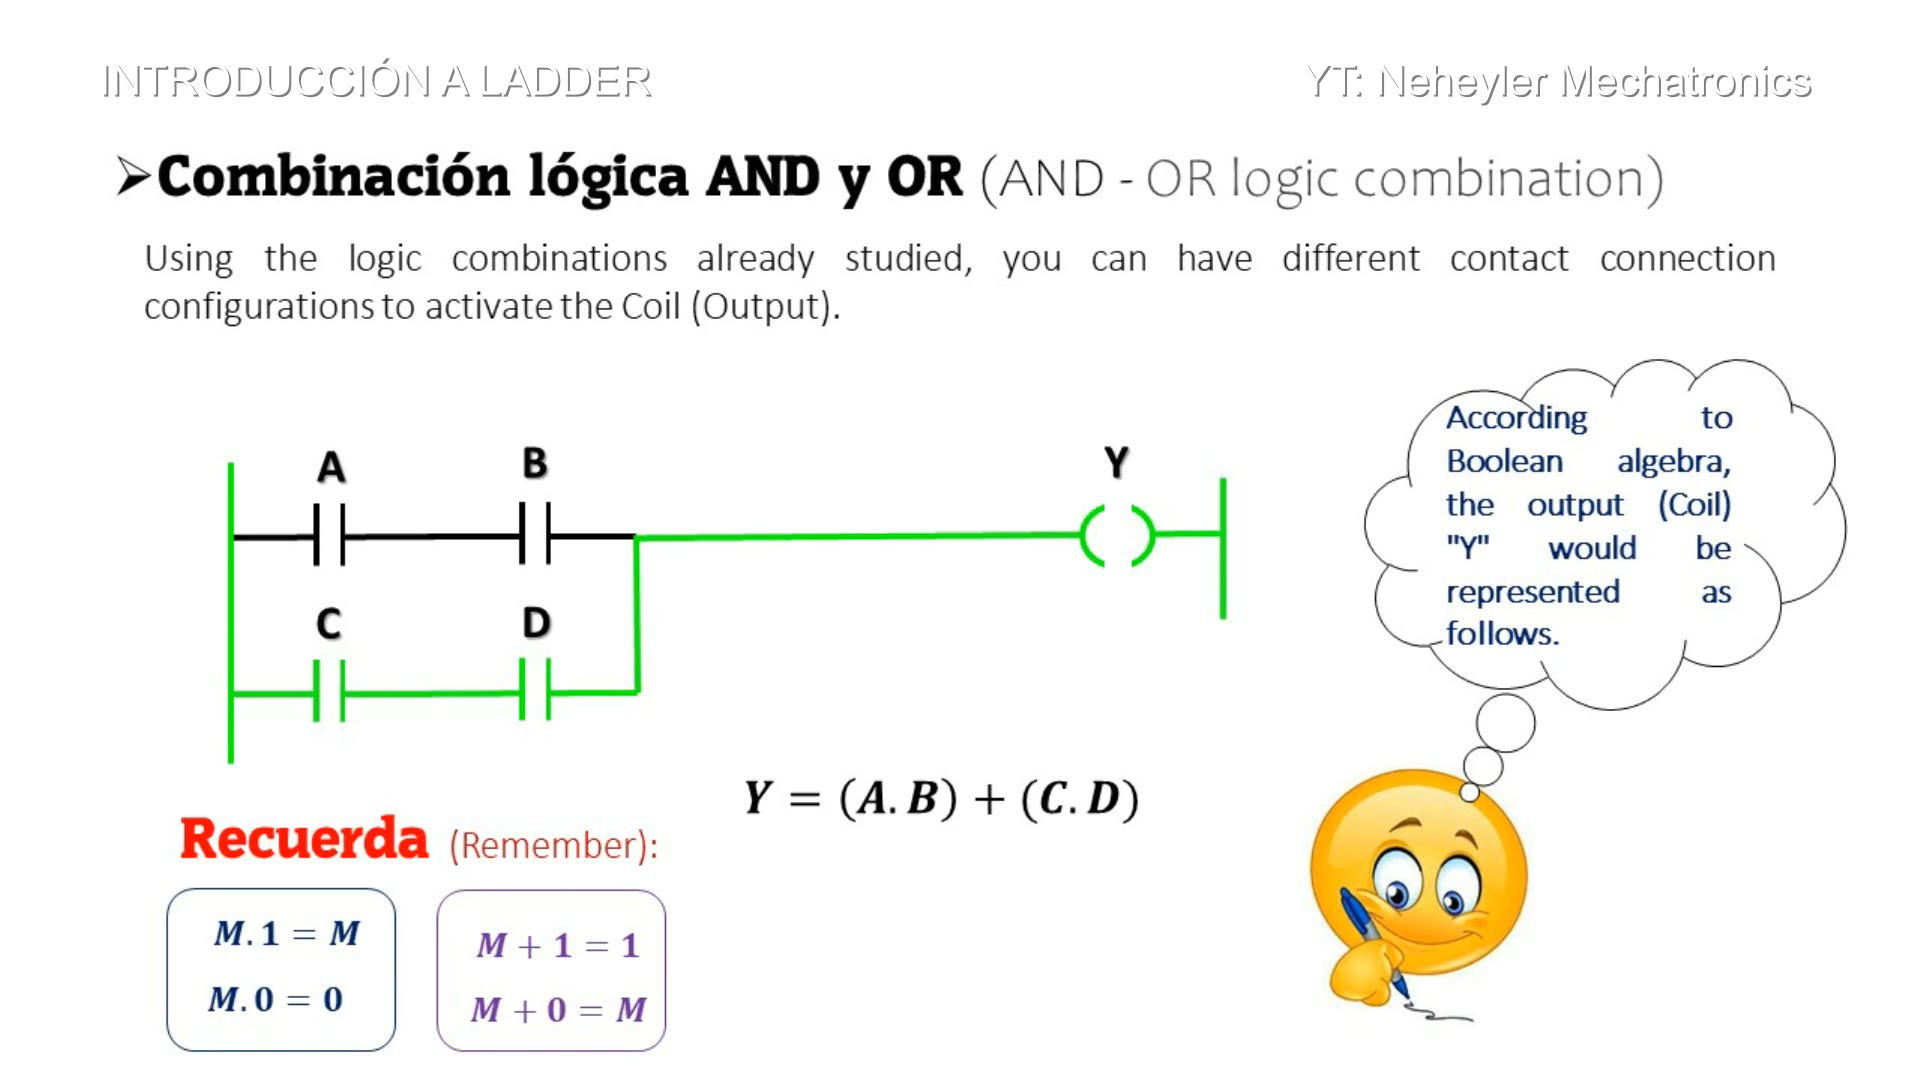 INTRODUCCIÓN A LADDER
YT: Neheyler Mechatronics
➢Combinación lógica AND y OR (AND - OR logic combination)
Using the logic combinations already studied, you can have different contact connection
configurations to activate the Coil (Output).
According to
Boolean algebra,
the output (Coil)
"Y" would be
represented as
follows.
A B Y
C D
Y = (A.B) + (C.D)
Recuerda (Remember):
M.1 = M
M.0 = 0
M + 1 = 1
M + 0 = M